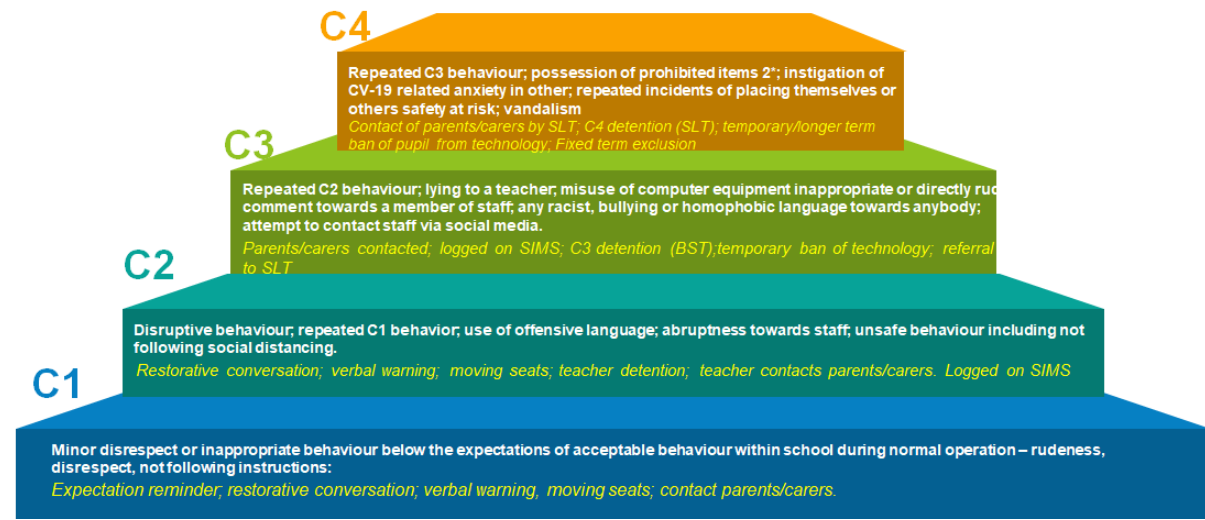 C4
Repeated C3 behaviour; possession of prohibited items 2*; instigation of
CV-19 related anxiety in other; repeated incidents of placing themselves or
others safety at risk; vandalism
Contact of parents/carers by SLT; C4 detention (SLT); temporary/longer term
ban of pupil from technology; Fixed term exclusion
C3
Repeated C2 behaviour; lying to a teacher; misuse of computer equipment inappropriate or directly
comment towards a member of staff; any racist, bullying or homophobic language towards anybody;
attempt to contact staff via social media.
Parents/carers contacted; logged on SIMS; C3 detention (BST);temporary ban of technology; referral
to SLT
C2
Disruptive behaviour; repeated C1 behavior; use of offensive language; abruptness towards staff; unsafe behaviour including not
following social distancing.
Restorative conversation; verbal warning; moving seats; teacher detention; teacher contacts parents/carers. Logged on SIMS
C1
Minor disrespect or inappropriate behaviour below the expectations of acceptable behaviour within school during normal operation – rudeness,
disrespect, not following instructions:
Expectation reminder; restorative conversation; verbal warning, moving seats; contact parents/carers.